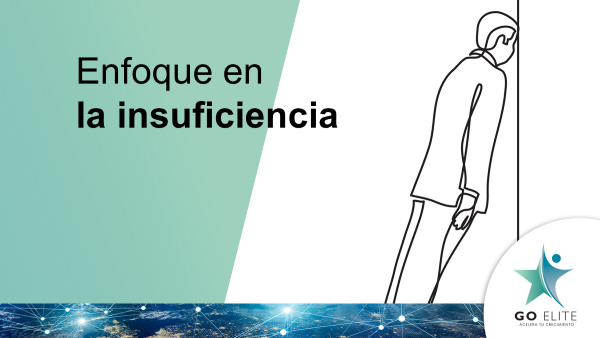 Enfoque en
la insuficiencia
GO ELITE
ACELERA TU CRECIMIENTO